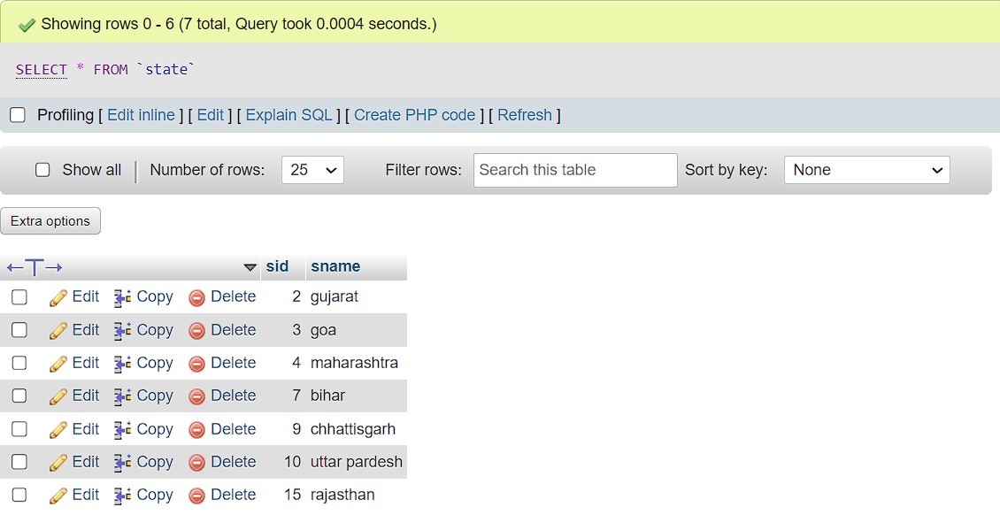 Showing rows 0 - 6 (7 total, Query took 0.0004 seconds.)
SELECT * FROM `state`
Profiling [ Edit inline ] [ Edit ] [ Explain SQL ] [ Create PHP code ] [ Refresh ]
Show all | Number of rows: 25 Filter rows: Search this table Sort by key: None
Extra options
←T→ sid sname
Edit Copy Delete 2 gujarat
Edit Copy Delete 3 goa
Edit Copy Delete 4 maharashtra
Edit Copy Delete 7 bihar
Edit Copy Delete 9 chhattisgarh
Edit Copy Delete 10 uttar pardesh
Edit Copy Delete 15 rajasthan